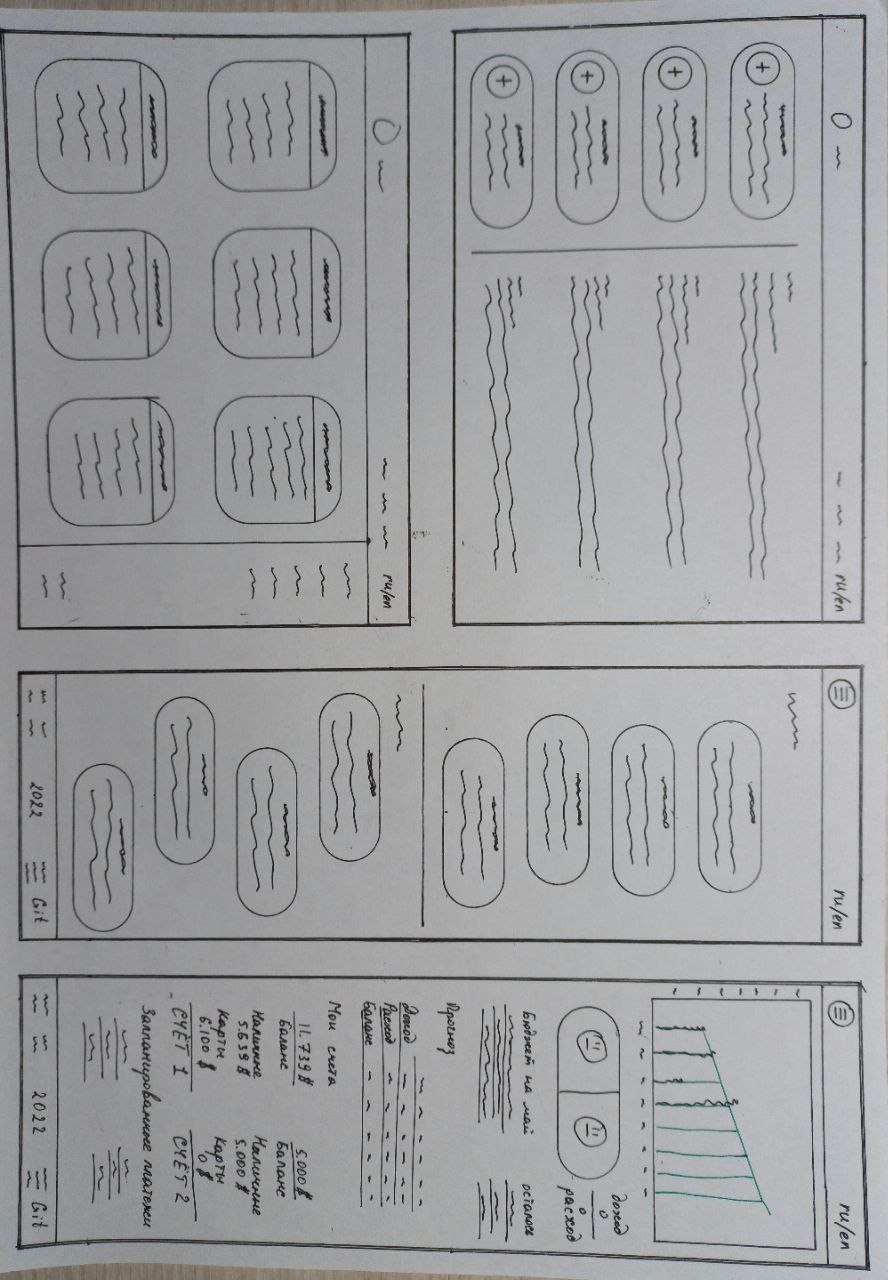 ru/en
ru/en
ru/en
2022
Git
ru/en
доход
расход
0
Бюджет на май
осталось
Прогноз
Доход
Расход
Баланс
Мои счета
11.739 $
5.000 $
Баланс
Баланс
Наличные
Наличные
5.639 $
5.000 $
Карты
Карты
6.100 $
0 $
СЧЁТ 1
СЧЁТ 2
Запланированные платежи
2022
Git